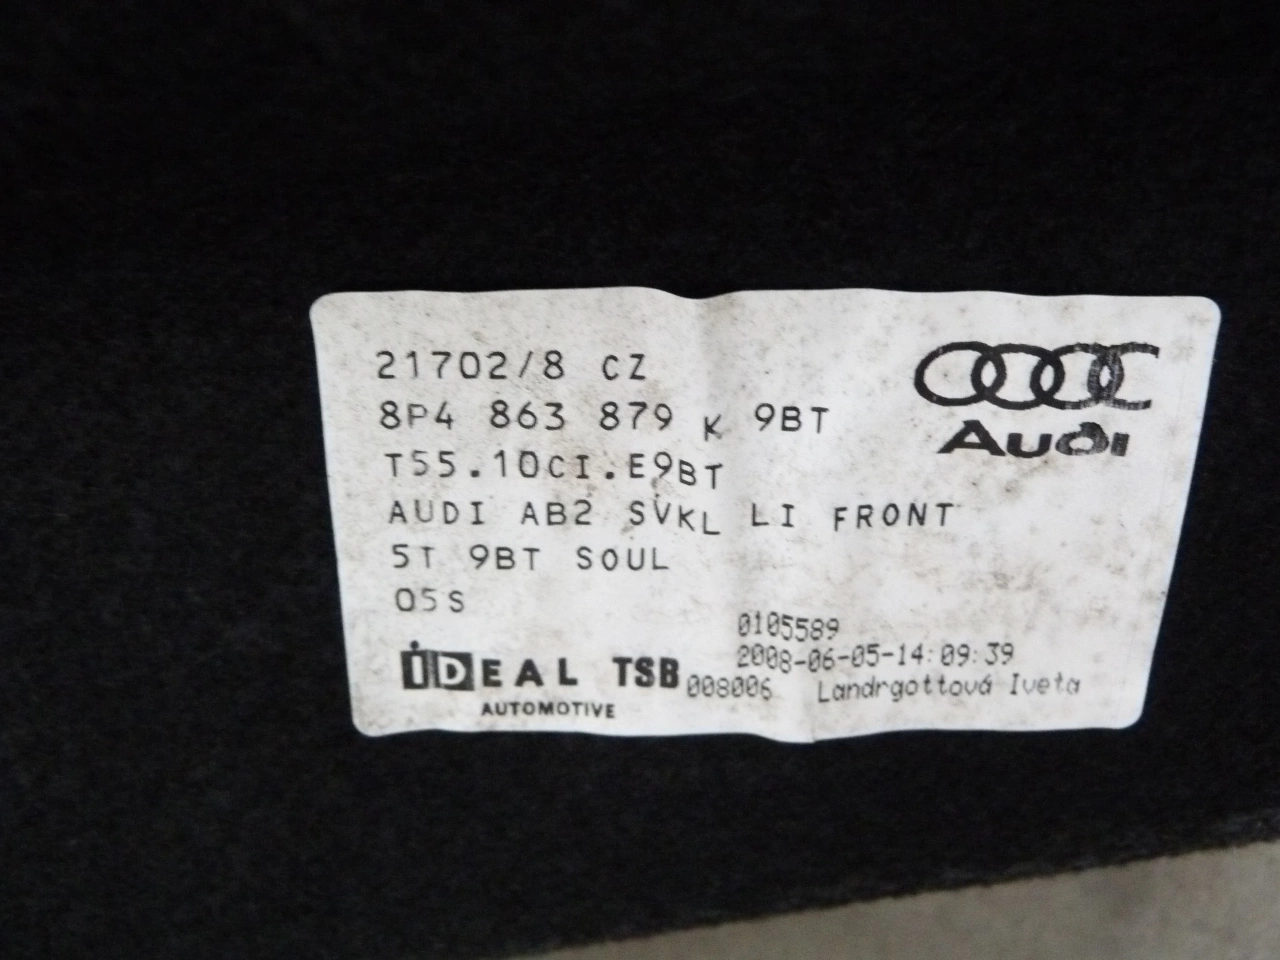 21702/8 CZ
8P4 863 879 K 9BT
T55.10CI.E9BT
AUDI AB2 SVKL LI FRONT
5T 9BT SOUL
05S
Audi
0105589
2008-06-05-14:09:39
008006 Landrgottová Iveta
iDEAL TSB
AUTOMOTIVE